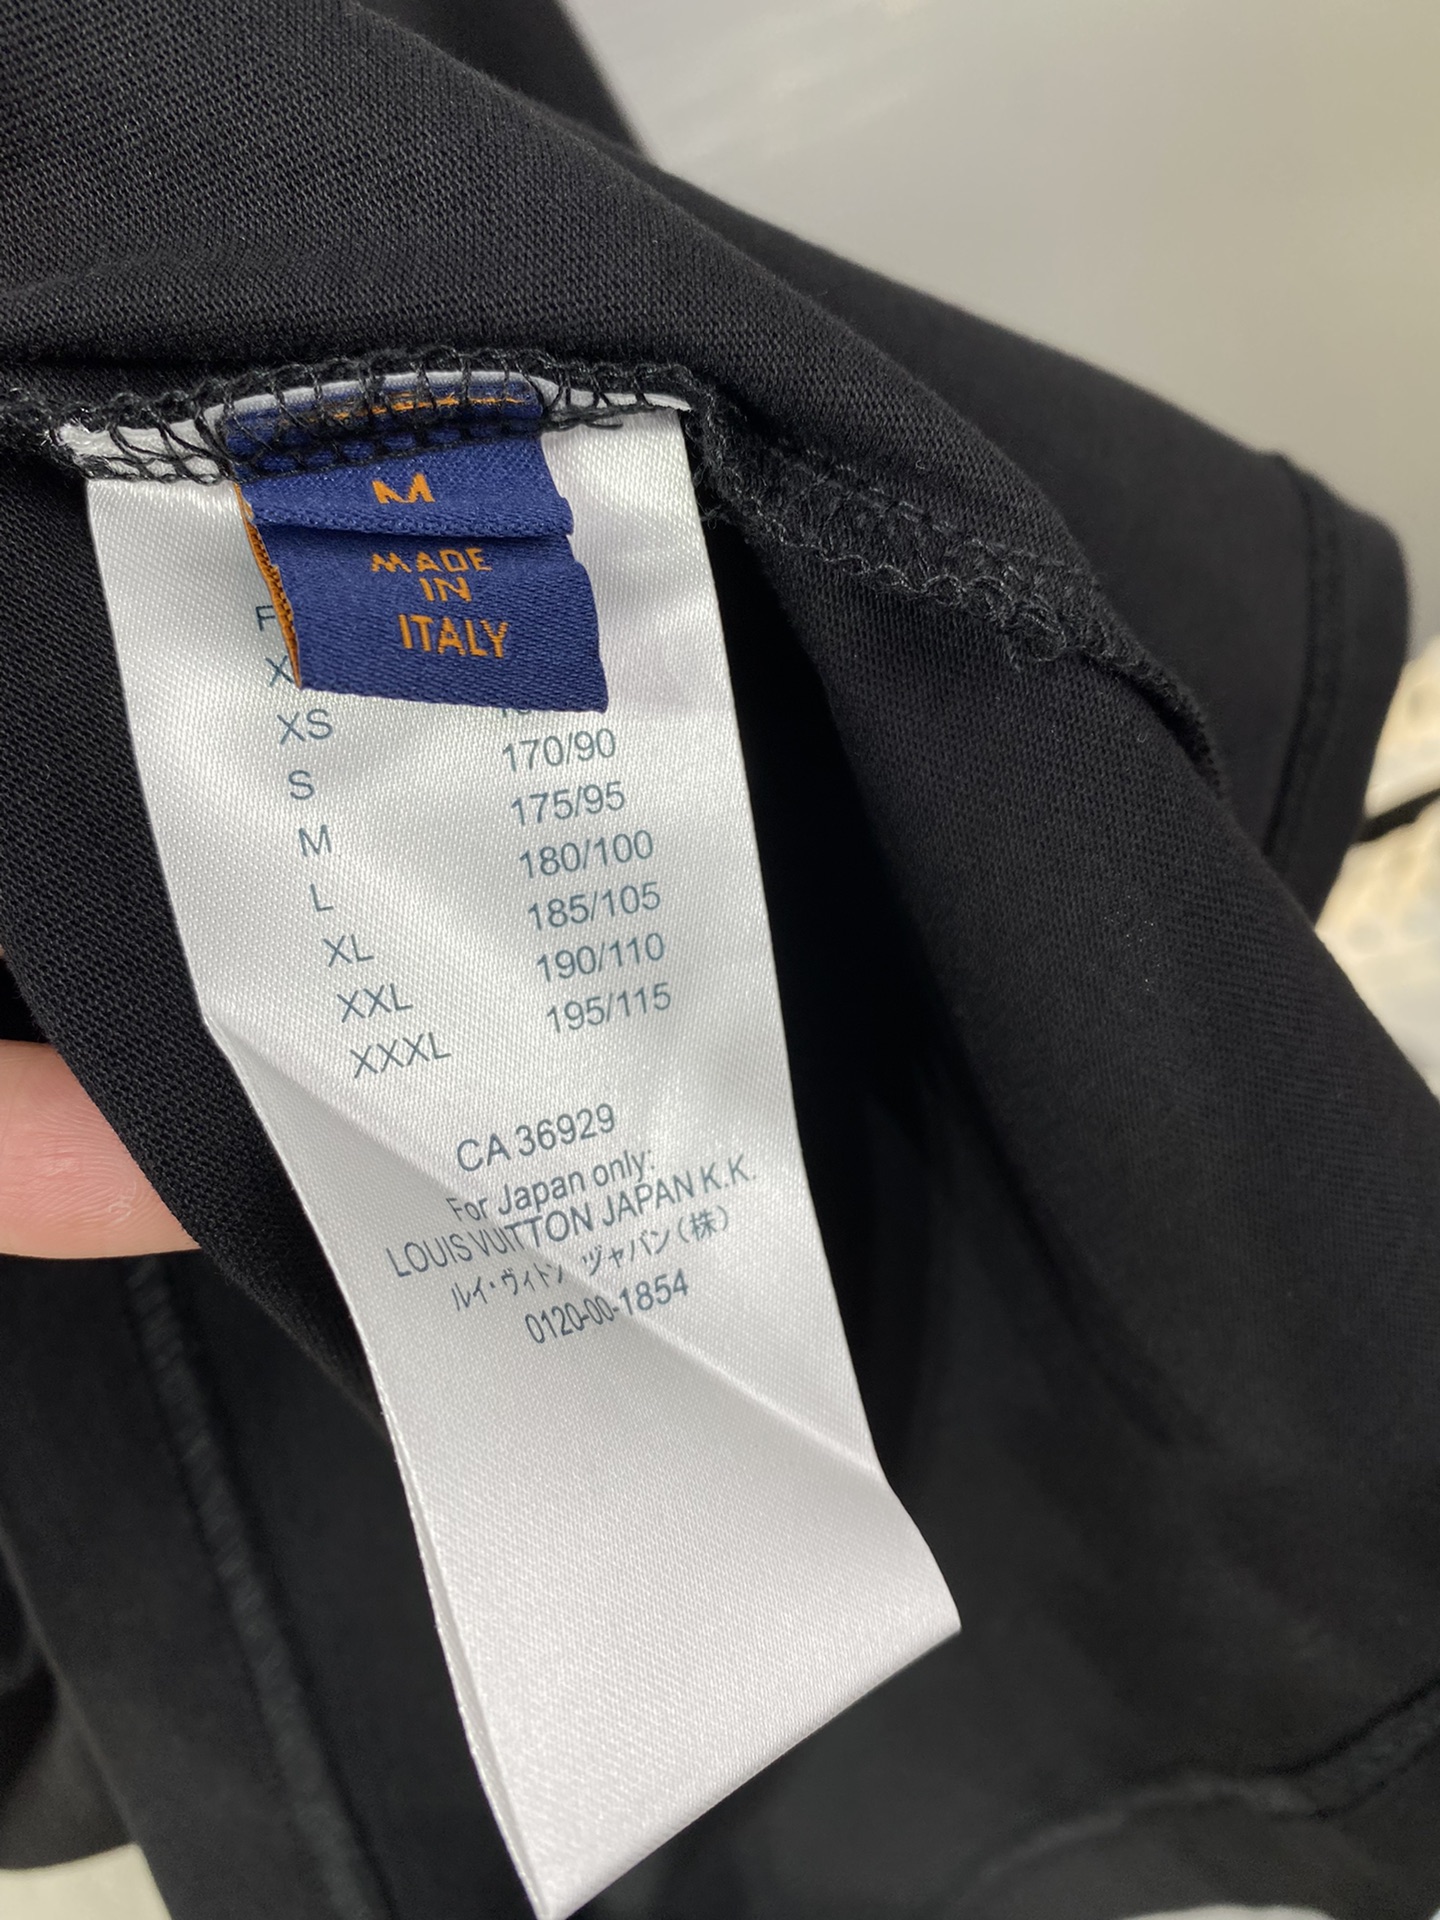 M
MADE
IN
ITALY
XS 170/90
S 175/95
M 180/100
L 185/105
XL 190/110
XXL 195/115
XXXL
CA 36929
For Japan only:
LOUIS VUITTON JAPAN K.K.
ルイ・ヴィトン ヅャパン(株)
0120-00-1854